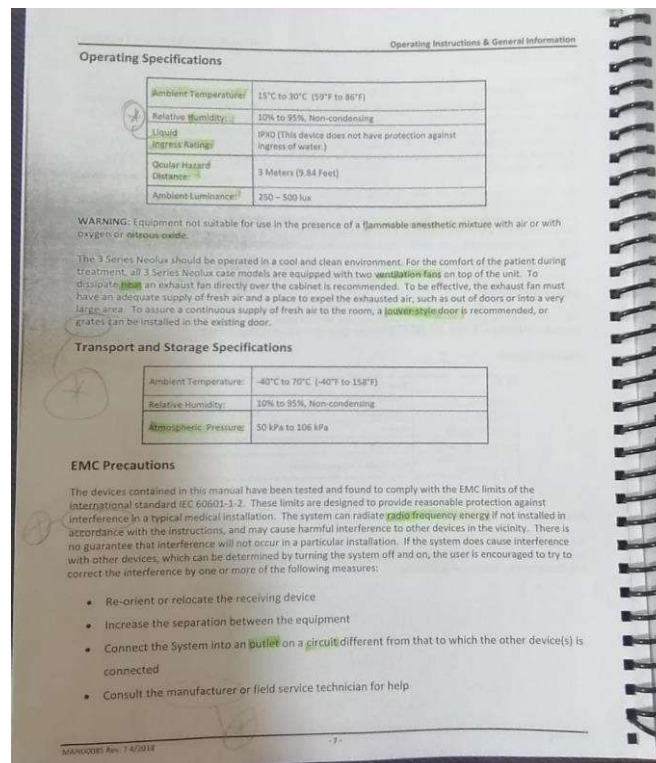 Operating Instructions & General Information
Operating Specifications
Ambient Temperature: 15°C to 30°C (59°F to 86°F)
Relative Humidity: 10% to 95%, Non-condensing
Liquid IPX0 (This device does not have protection against
Ingress Rating: ingress of water.)
Ocular Hazard
Distance: 3 Meters (9.84 Feet)
Ambient Luminance: 250 – 500 lux
WARNING: Equipment not suitable for use in the presence of a flammable anesthetic mixture with air or with
oxygen or nitrous oxide.
The 3 Series Neolux should be operated in a cool and clean environment. For the comfort of the patient during
treatment, all 3 Series Neolux case models are equipped with two ventilation fans on top of the unit. To
dissipate heat an exhaust fan directly over the cabinet is recommended. To be effective, the exhaust fan must
have an adequate supply of fresh air and a place to expel the exhausted air, such as out of doors or into a very
large area. To assure a continuous supply of fresh air to the room, a louver-style door is recommended, or
grates can be installed in the existing door.
Transport and Storage Specifications
Ambient Temperature: -40°C to 70°C (-40°F to 158°F)
Relative Humidity: 10% to 95%, Non-condensing
Atmospheric Pressure: 50 kPa to 106 kPa
EMC Precautions
The devices contained in this manual have been tested and found to comply with the EMC limits of the
international standard IEC 60601-1-2. These limits are designed to provide reasonable protection against
interference in a typical medical installation. The system can radiate radio frequency energy if not installed in
accordance with the instructions, and may cause harmful interference to other devices in the vicinity. There is
no guarantee that interference will not occur in a particular installation. If the system does cause interference
with other devices, which can be determined by turning the system off and on, the user is encouraged to try to
correct the interference by one or more of the following measures:
• Re-orient or relocate the receiving device
• Increase the separation between the equipment
• Connect the System into an outlet on a circuit different from that to which the other device(s) is
connected
• Consult the manufacturer or field service technician for help
- 7 -
MANU0085 Rev. 7 4/2018